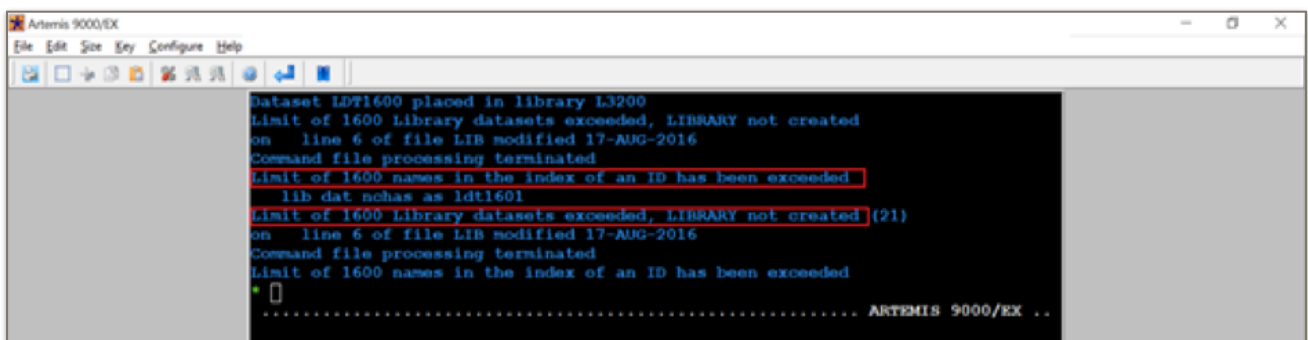 Artemis 9000/EX
File Edit Size Key Configure Help
Dataset LDT1600 placed in library L3200
Limit of 1600 Library datasets exceeded, LIBRARY not created
on line 6 of file LIB modified 17-AUG-2016
Command file processing terminated
Limit of 1600 names in the index of an ID has been exceeded
lib dat nchas as ldt1601
Limit of 1600 Library datasets exceeded, LIBRARY not created (21)
on line 6 of file LIB modified 17-AUG-2016
Command file processing terminated
Limit of 1600 names in the index of an ID has been exceeded
*
.......................................................... ARTEMIS 9000/EX ..